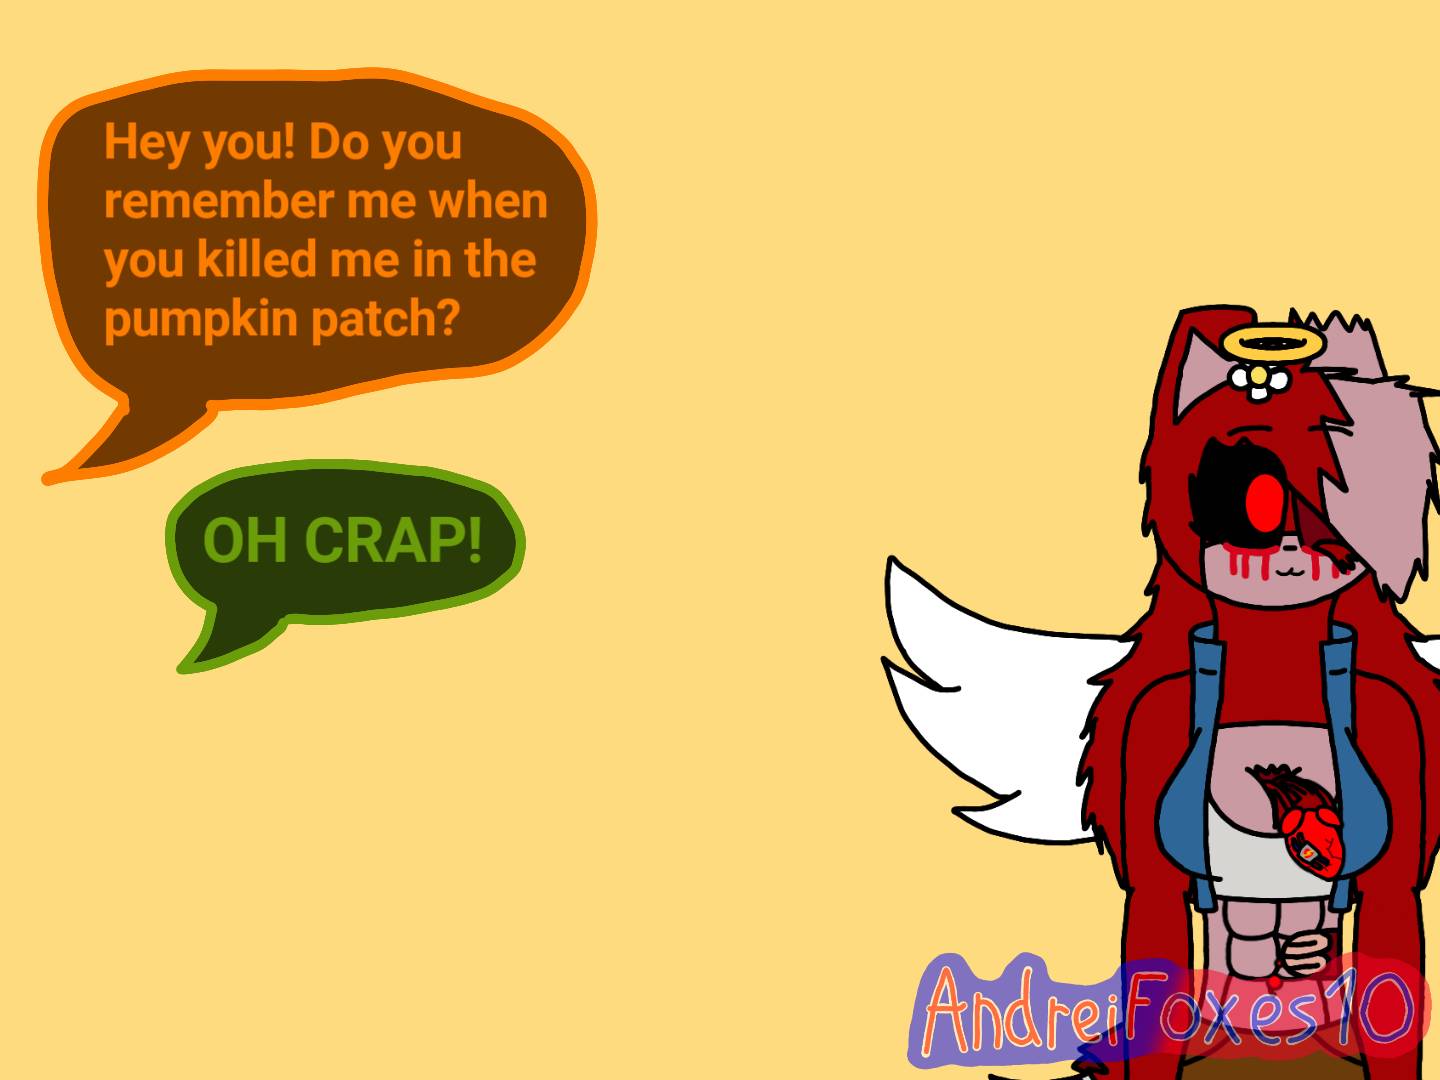 Hey you! Do you
remember me when
you killed me in the
pumpkin patch?
OH CRAP!
AndreiFoxes10